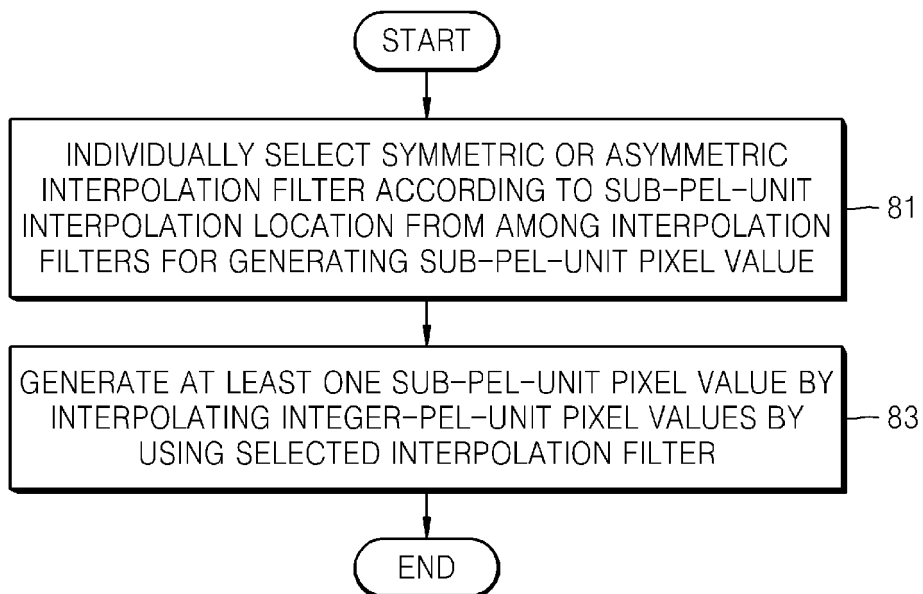 START
INDIVIDUALLY SELECT SYMMETRIC OR ASYMMETRIC
INTERPOLATION FILTER ACCORDING TO SUB-PEL-UNIT
INTERPOLATION LOCATION FROM AMONG INTERPOLATION
FILTERS FOR GENERATING SUB-PEL-UNIT PIXEL VALUE
81
GENERATE AT LEAST ONE SUB-PEL-UNIT PIXEL VALUE BY
INTERPOLATING INTEGER-PEL-UNIT PIXEL VALUES BY
USING SELECTED INTERPOLATION FILTER
83
END